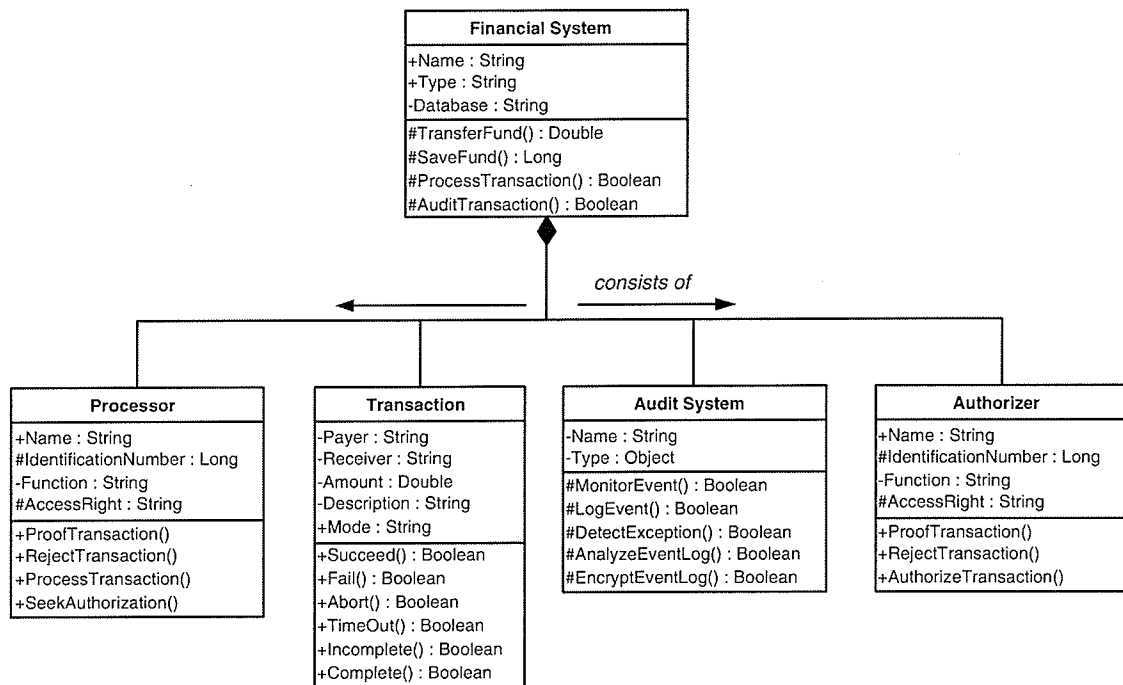 Financial System
+Name : String
+Type : String
-Database : String
#TransferFund() : Double
#SaveFund() : Long
#ProcessTransaction() : Boolean
#AuditTransaction() : Boolean
consists of
Processor
+Name : String
#IdentificationNumber : Long
-Function : String
#AccessRight : String
+ProofTransaction()
+RejectTransaction()
+ProcessTransaction()
+SeekAuthorization()
Transaction
-Payer : String
-Receiver : String
-Amount : Double
-Description : String
+Mode : String
+Succeed() : Boolean
+Fail() : Boolean
+Abort() : Boolean
+TimeOut() : Boolean
+Incomplete() : Boolean
+Complete() : Boolean
Audit System
-Name : String
-Type : Object
#MonitorEvent() : Boolean
#LogEvent() : Boolean
#DetectException() : Boolean
#AnalyzeEventLog() : Boolean
#EncryptEventLog() : Boolean
Authorizer
+Name : String
#IdentificationNumber : Long
-Function : String
#AccessRight : String
+ProofTransaction()
+RejectTransaction()
+AuthorizeTransaction()